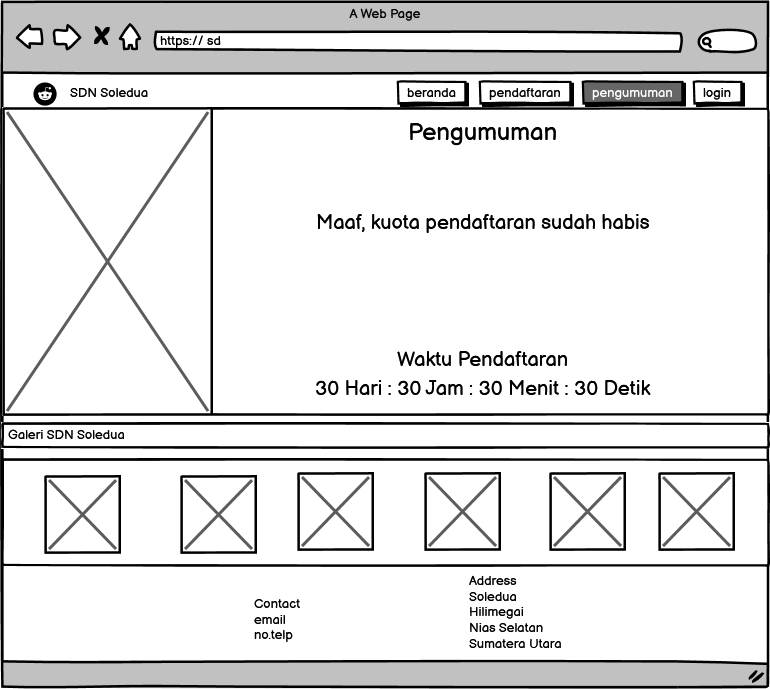 A Web Page
https:// sd
SDN Soledua
beranda
pendaftaran
pengumuman
login
Pengumuman
Maaf, kuota pendaftaran sudah habis
Waktu Pendaftaran
30 Hari : 30 Jam : 30 Menit : 30 Detik
Galeri SDN Soledua
Contact
email
no.telp
Address
Soledua
Hilimegai
Nias Selatan
Sumatera Utara